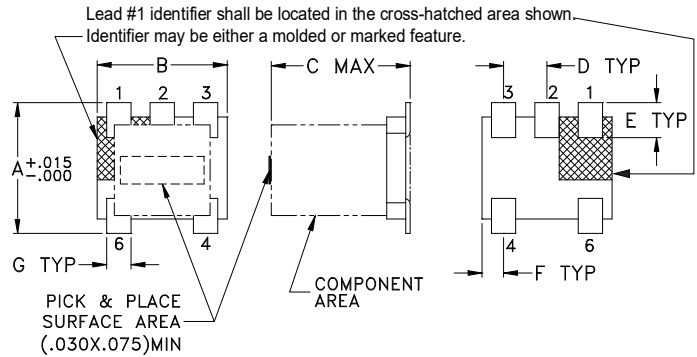 Lead #1 identifier shall be located in the cross-hatched area shown.
Identifier may be either a molded or marked feature.
B
C MAX
D TYP
1 2 3
3 2 1
E TYP
A+.015
-.000
6 4
4 6
G TYP
F TYP
PICK & PLACE
SURFACE AREA
(.030X.075)MIN
COMPONENT
AREA